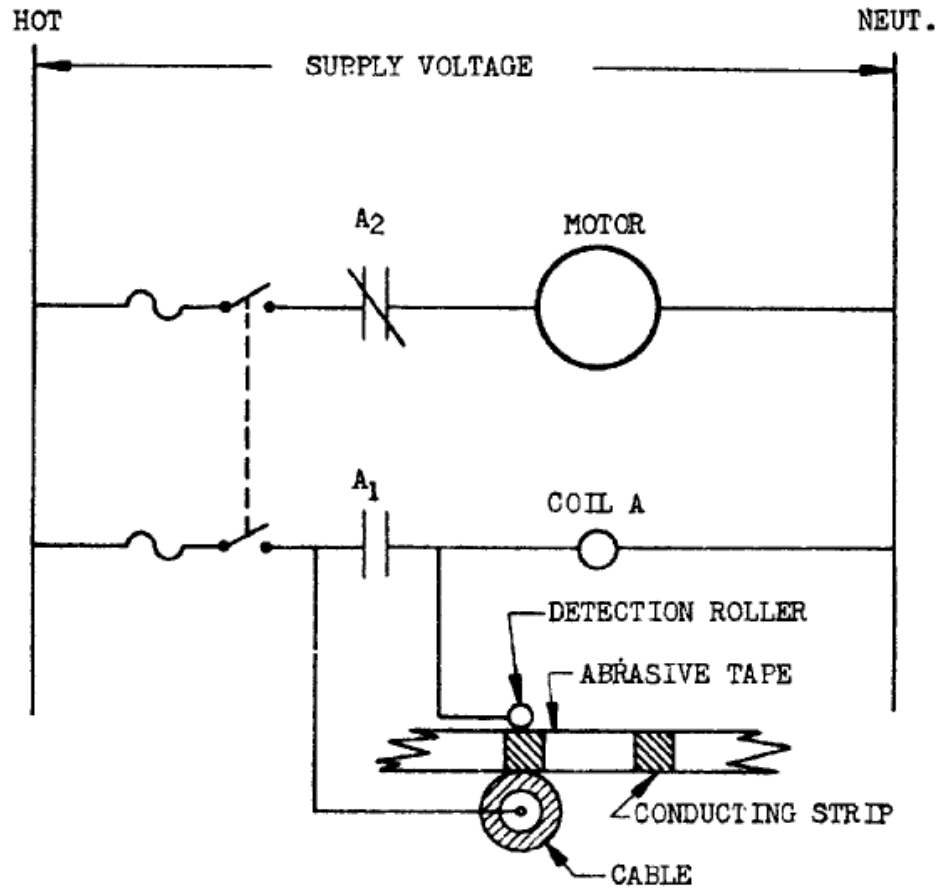 HOT
NEUT.
SUPPLY VOLTAGE
A2
MOTOR
A1
COIL A
DETECTION ROLLER
ABRASIVE TAPE
CONDUCTING STRIP
CABLE